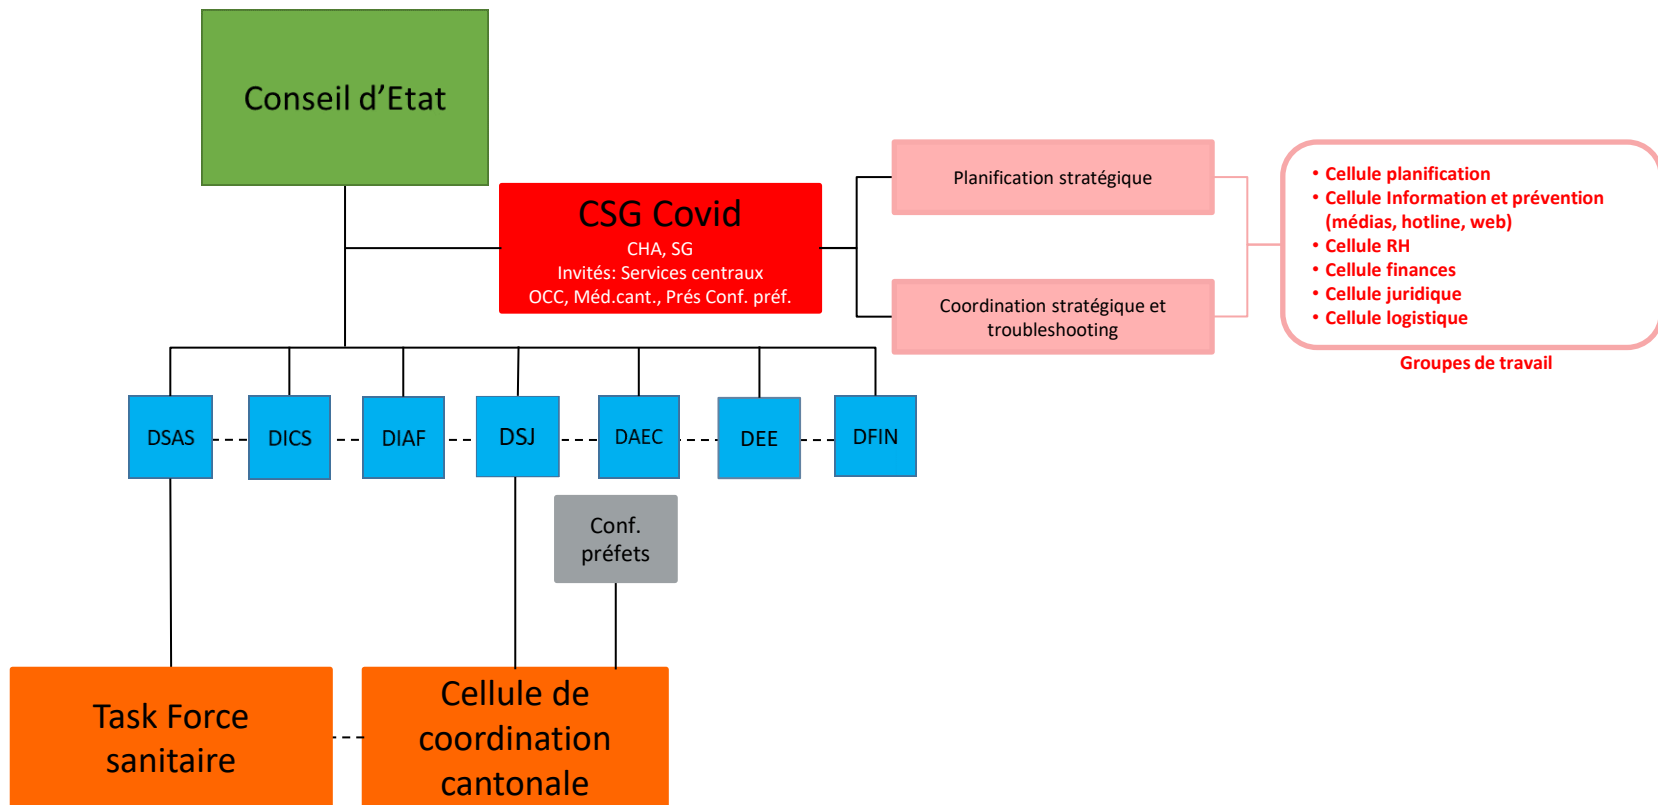 Conseil d’Etat
CSG Covid
CHA, SG
Invités: Services centraux
OCC, Méd.cant., Prés Conf. préf.
Planification stratégique
Coordination stratégique et
troubleshooting
• Cellule planification
• Cellule Information et prévention
(médias, hotline, web)
• Cellule RH
• Cellule finances
• Cellule juridique
• Cellule logistique
Groupes de travail
DSAS
DICS
DIAF
DSJ
DAEC
DEE
DFIN
Conf.
préfets
Task Force
sanitaire
Cellule de
coordination
cantonale